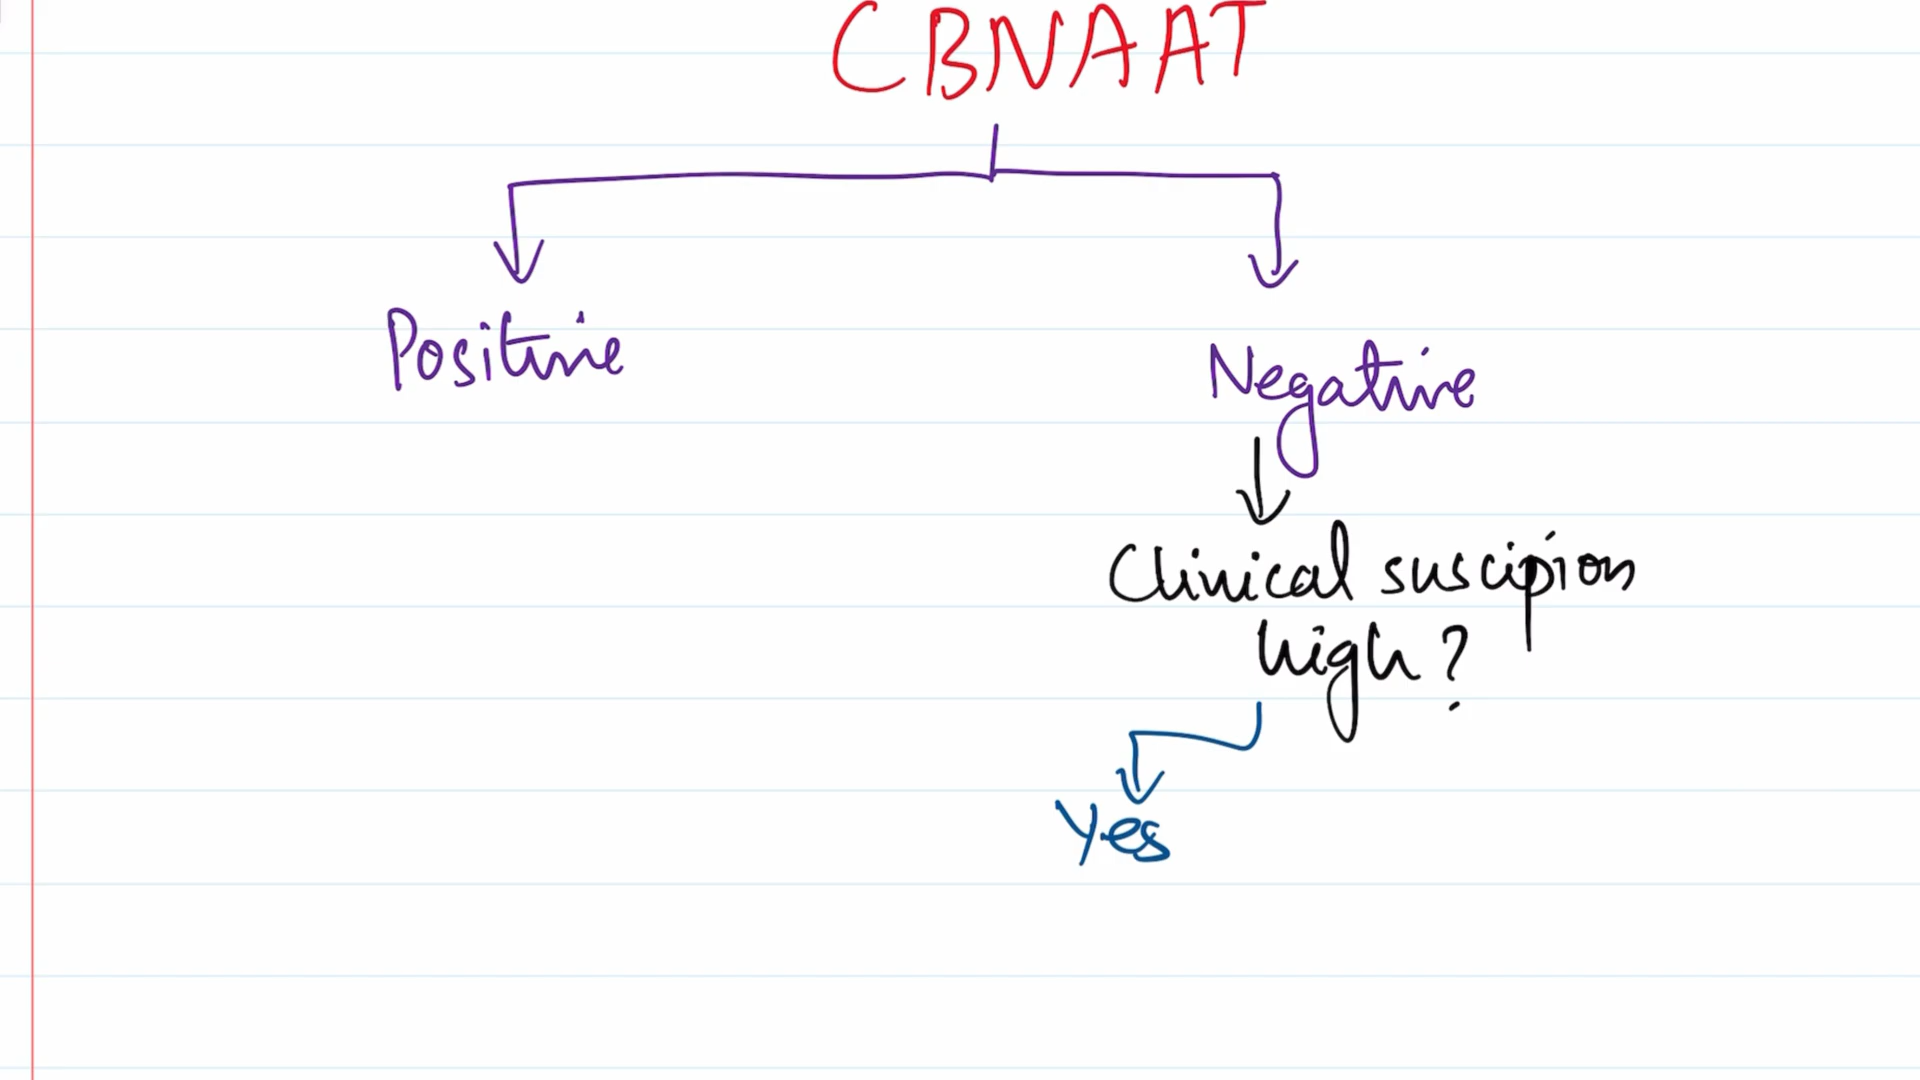 CBNAAT
Positive
Negative
Clinical suscipion
high?
Yes